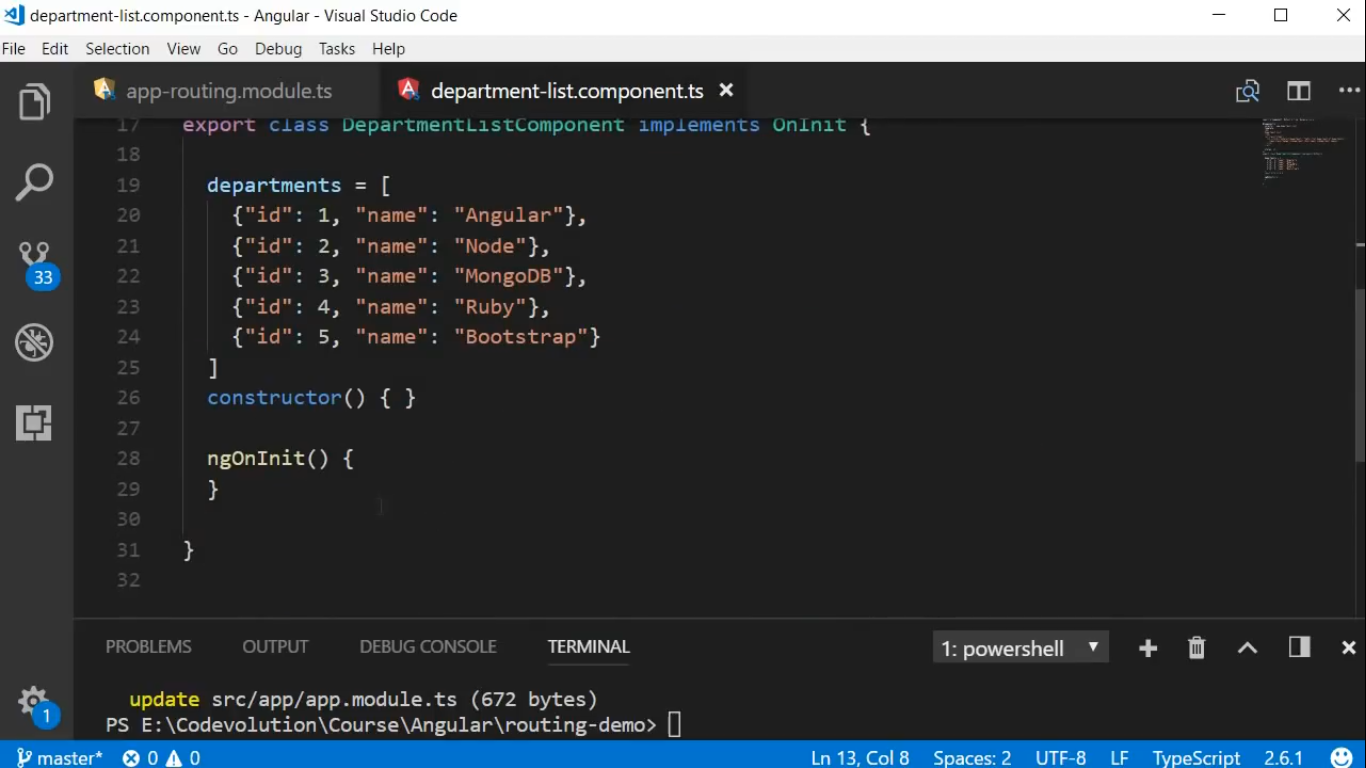 department-list.component.ts - Angular - Visual Studio Code
File Edit Selection View Go Debug Tasks Help
app-routing.module.ts department-list.component.ts
17 export class DepartmentListComponent implements OnInit {
18
19 departments = [
20 {"id": 1, "name": "Angular"},
21 {"id": 2, "name": "Node"},
22 {"id": 3, "name": "MongoDB"},
23 {"id": 4, "name": "Ruby"},
24 {"id": 5, "name": "Bootstrap"}
25 ]
26 constructor() { }
27
28 ngOnInit() {
29 }
30
31 }
32
33
PROBLEMS OUTPUT DEBUG CONSOLE TERMINAL 1: powershell
update src/app/app.module.ts (672 bytes)
PS E:\Codevolution\Course\Angular\routing-demo>
1
master* 0 0 Ln 13, Col 8 Spaces: 2 UTF-8 LF TypeScript 2.6.1